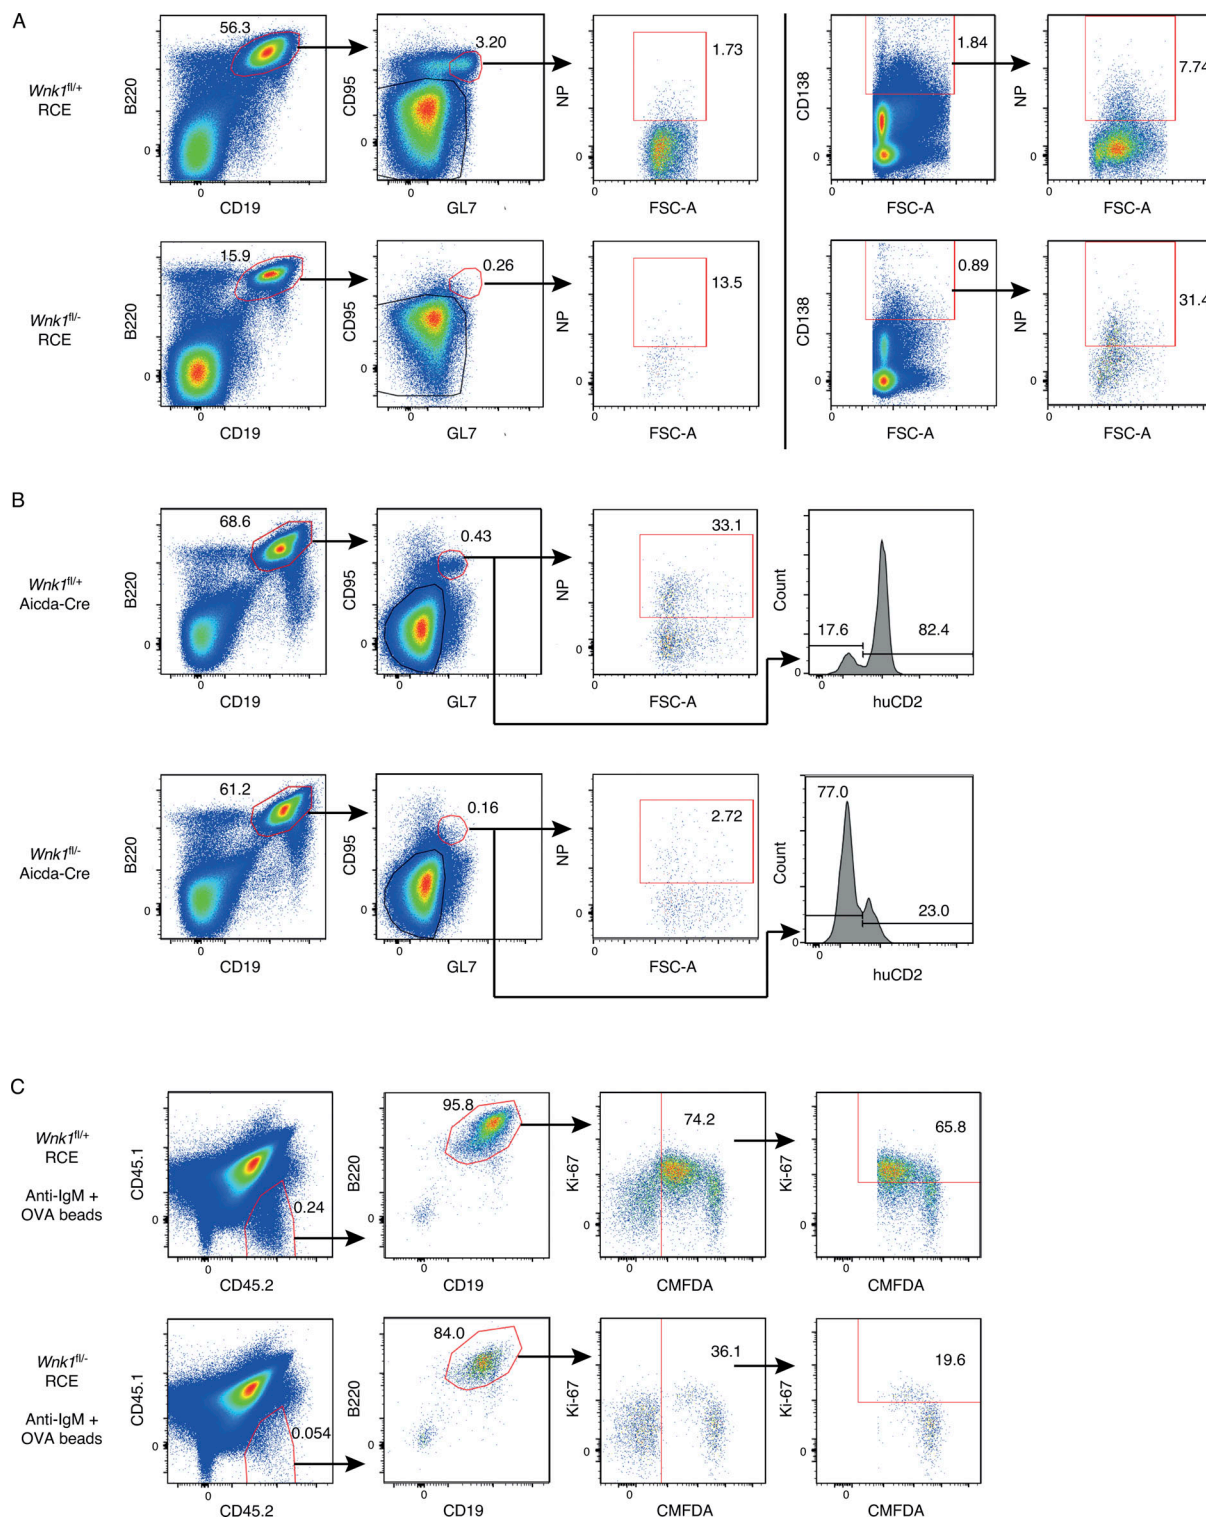 A
56.3
3.20
1.73
1.84
7.74
Wnk1fl/+
RCE
B220
CD95
NP
CD138
NP
0
0
0
0
0
0
0
0
0
0
CD19
GL7
FSC-A
FSC-A
FSC-A
15.9
0.26
13.5
0.89
31.4
Wnk1fl/-
RCE
B220
CD95
NP
CD138
NP
0
0
0
0
0
0
0
0
0
0
CD19
GL7
FSC-A
FSC-A
FSC-A
B
68.6
0.43
33.1
17.6
82.4
Wnk1fl/+
Aicda-Cre
B220
CD95
NP
Count
0
0
0
0
0
0
0
0
CD19
GL7
FSC-A
huCD2
61.2
0.16
2.72
77.0
23.0
Wnk1fl/-
Aicda-Cre
B220
CD95
NP
Count
0
0
0
0
0
0
0
0
CD19
GL7
FSC-A
huCD2
C
95.8
74.2
65.8
0.24
Wnk1fl/+
RCE
Anti-IgM +
OVA beads
CD45.1
B220
Ki-67
Ki-67
0
0
0
0
0
0
0
0
CD45.2
CD19
CMFDA
CMFDA
84.0
36.1
19.6
0.054
Wnk1fl/-
RCE
Anti-IgM +
OVA beads
CD45.1
B220
Ki-67
Ki-67
0
0
0
0
0
0
0
0
CD45.2
CD19
CMFDA
CMFDA